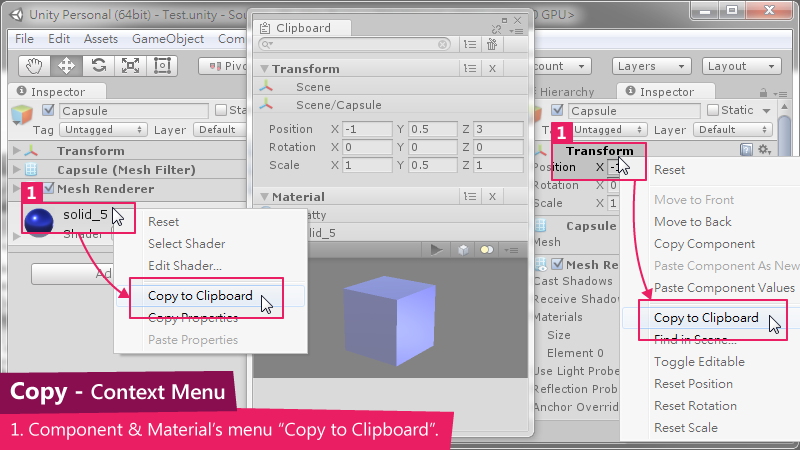 Unity Personal (64bit) - Test.unity - Sou
D GPU>
File Edit Assets GameObject
Pivo
count
Layers
Layout
Inspector
Capsule
Sta
Tag Untagged Layer Default
Transform
Capsule (Mesh Filter)
Mesh Renderer
1
solid_5
Shader
Ad
Reset
Select Shader
Edit Shader...
Copy to Clipboard
Copy Properties
Paste Properties
Clipboard
Transform X
Scene
Scene/Capsule
Position X -1 Y 0.5 Z 3
Rotation X 0 Y 0 Z 0
Scale X 1 Y 0.5 Z 1
Material X
atty
lid_5
Hierarchy
Inspector
Capsule
Static
Tag Untagged Layer Default
1
Transform
Position X -1
Rotation X 0
Scale X 1
Capsule
Mesh
Mesh Re
Cast Shadows
Receive Shadow
Materials
Size
Element 0
Use Light Probe
Reflection Prob
Anchor Overrid
Reset
Move to Front
Move to Back
Copy Component
Paste Component As New
Paste Component Values
Copy to Clipboard
Find in Scene...
Toggle Editable
Reset Position
Reset Rotation
Reset Scale
Copy - Context Menu
1. Component & Material's menu “Copy to Clipboard”.